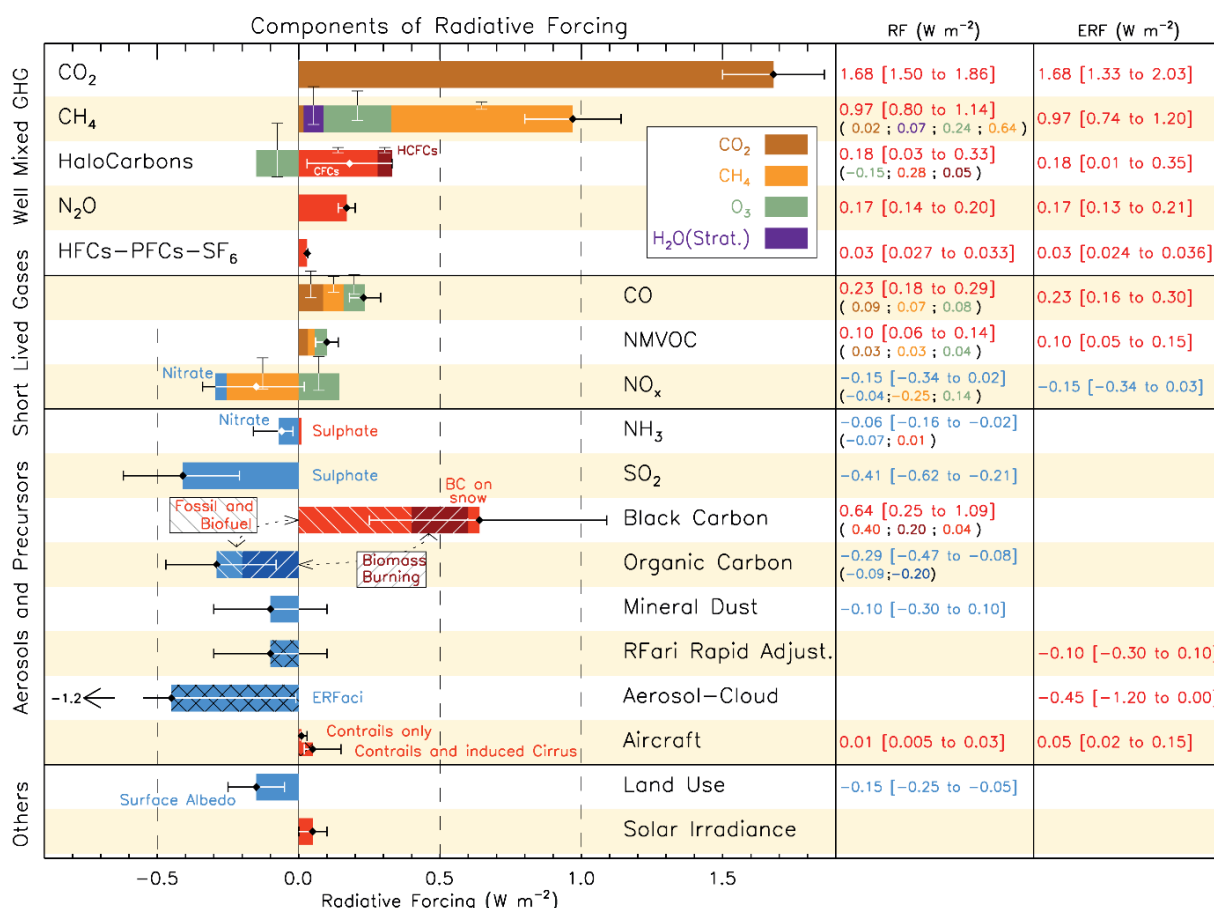 Components of Radiative Forcing
RF (W m-2)
ERF (W m-2)
Well Mixed GHG
CO2
1.68 [1.50 to 1.86]
1.68 [1.33 to 2.03]
CH4
0.97 [0.80 to 1.14]
( 0.02 ; 0.07 ; 0.24 ; 0.64 )
0.97 [0.74 to 1.20]
HaloCarbons
CFCs
HCFCs
0.18 [0.03 to 0.33]
(-0.15; 0.28 ; 0.05 )
0.18 [0.01 to 0.35]
N2O
0.17 [0.14 to 0.20]
0.17 [0.13 to 0.21]
HFCs-PFCs-SF6
0.03 [0.027 to 0.033]
0.03 [0.024 to 0.036]
CO2
CH4
O3
H2O(Strat.)
Short Lived Cases
CO
0.23 [0.18 to 0.29]
( 0.09 ; 0.07 ; 0.08 )
0.23 [0.16 to 0.30]
NMVOC
0.10 [0.06 to 0.14]
( 0.03 ; 0.03 ; 0.04 )
0.10 [0.05 to 0.15]
Nitrate
NOx
-0.15 [-0.34 to 0.02]
(-0.04;-0.25; 0.14 )
-0.15 [-0.34 to 0.03]
Aerosols and Precursors
Nitrate
Sulphate
NH3
-0.06 [-0.16 to -0.02]
(-0.07; 0.01 )
Sulphate
SO2
-0.41 [-0.62 to -0.21]
Fossil and
Biofuel
BC on
snow
Black Carbon
0.64 [0.25 to 1.09]
( 0.40 ; 0.20 ; 0.04 )
Biomass
Burning
Organic Carbon
-0.29 [-0.47 to -0.08]
(-0.09;-0.20)
Mineral Dust
-0.10 [-0.30 to 0.10]
RFari Rapid Adjust.
-0.10 [-0.30 to 0.10]
-1.2
ERFaci
Aerosol-Cloud
-0.45 [-1.20 to 0.00]
Contrails only
Contrails and induced Cirrus
Aircraft
0.01 [0.005 to 0.03]
0.05 [0.02 to 0.15]
Others
Surface Albedo
Land Use
-0.15 [-0.25 to -0.05]
Solar Irradiance
-0.5
0.0
0.5
1.0
1.5
Radiative Forcing (W m-2)